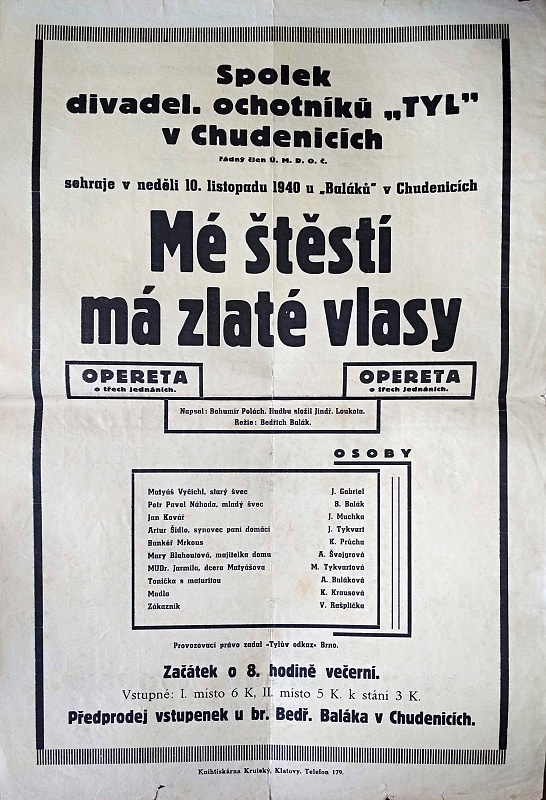 Spolek
divadel. ochotníků „TYL”
v Chudenicích
řádný člen Ú. M. D. O. Č.
sehraje v neděli 10. listopadu 1940 u „Baláků” v Chudenicích
Mé štěstí
má zlaté vlasy
OPERETA
o třech jednáních.
OPERETA
o třech jednáních.
Napsal: Bohumír Polách. Hudbu složil Jindř. Loukota.
Režie: Bedřich Balák.
OSOBY
Matyáš Vyčichl, starý švec J. Gabriel
Petr Pavel Náhoda, mladý švec B. Balák
Jan Kovář J. Muchka
Artur Šidlo, synovec paní domácí J. Tykvart
Bankéř Mrkous K. Průcha
Mary Blahoutová, majitelka domu A. Švojgrová
MUDr. Jarmila, dcera Matyášova M. Tykvartová
Tonička s maturitou A. Baláková
Madla K. Krausová
Zákazník V. Rašplička
Provozovací právo zadal »Tylův odkaz« Brno.
Začátek o 8. hodině večerní.
Vstupné: I. místo 6 K, II. místo 5 K. k stání 3 K.
Předprodej vstupenek u br. Bedř. Baláka v Chudenicích.
Knihtiskárna Krutský, Klatovy. Telefon 179.